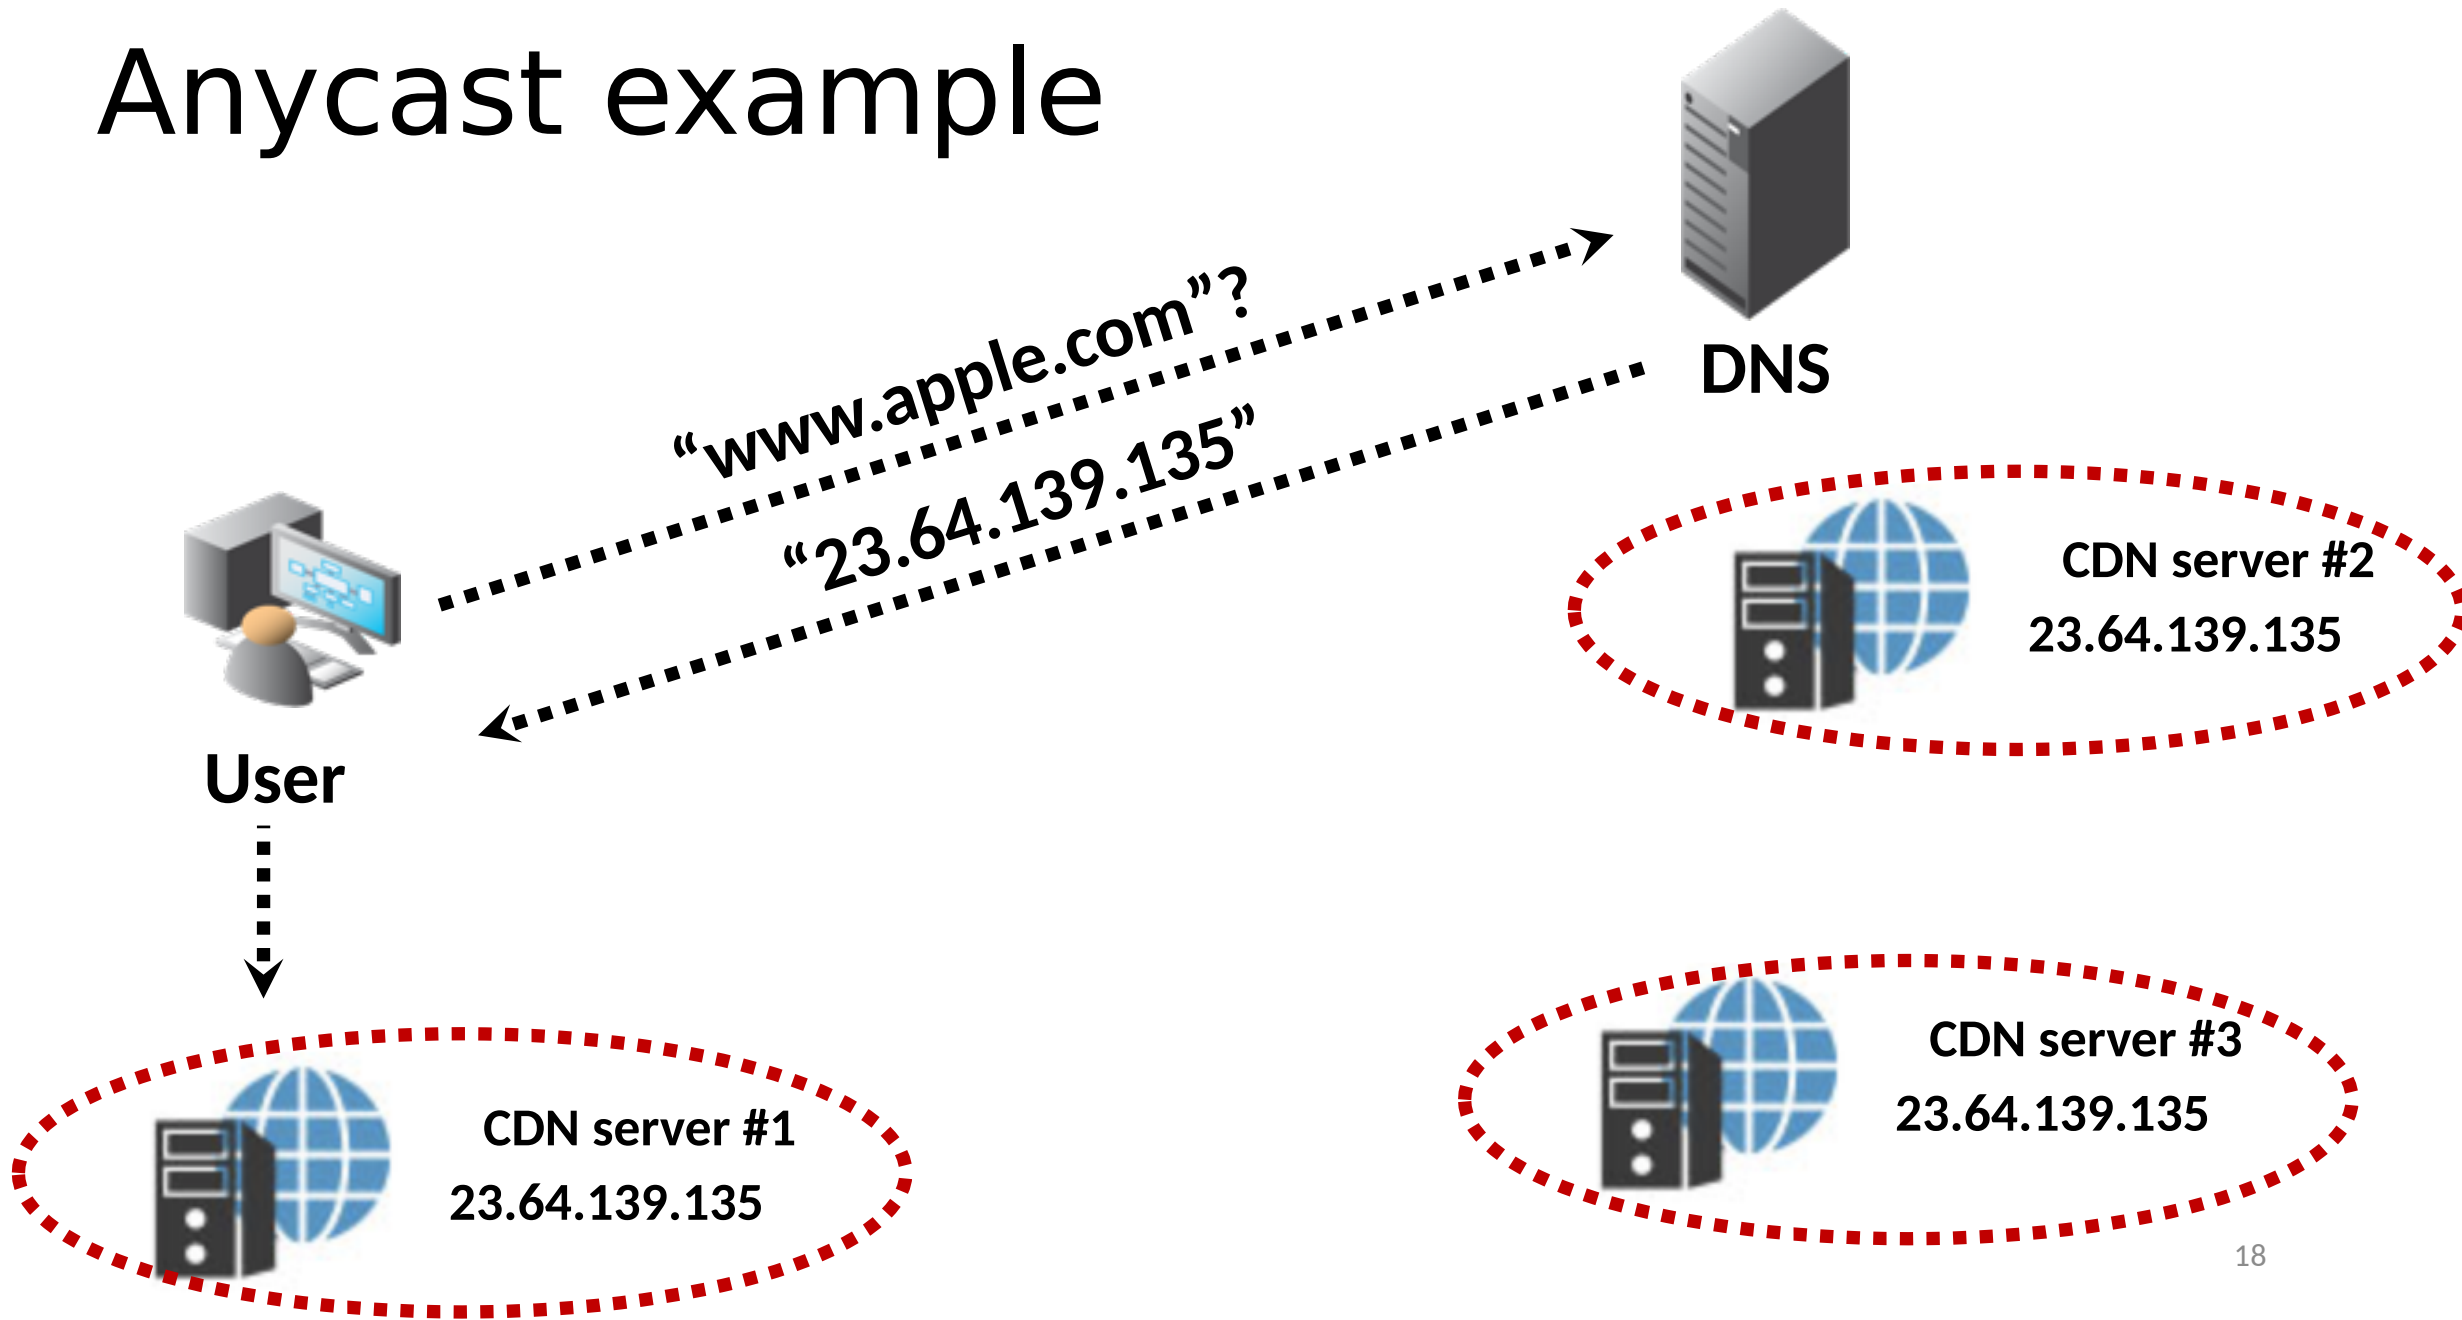 Anycast example
“www.apple.com”?
DNS
“23.64.139.135”
CDN server #2
23.64.139.135
User
CDN server #3
23.64.139.135
CDN server #1
23.64.139.135
18